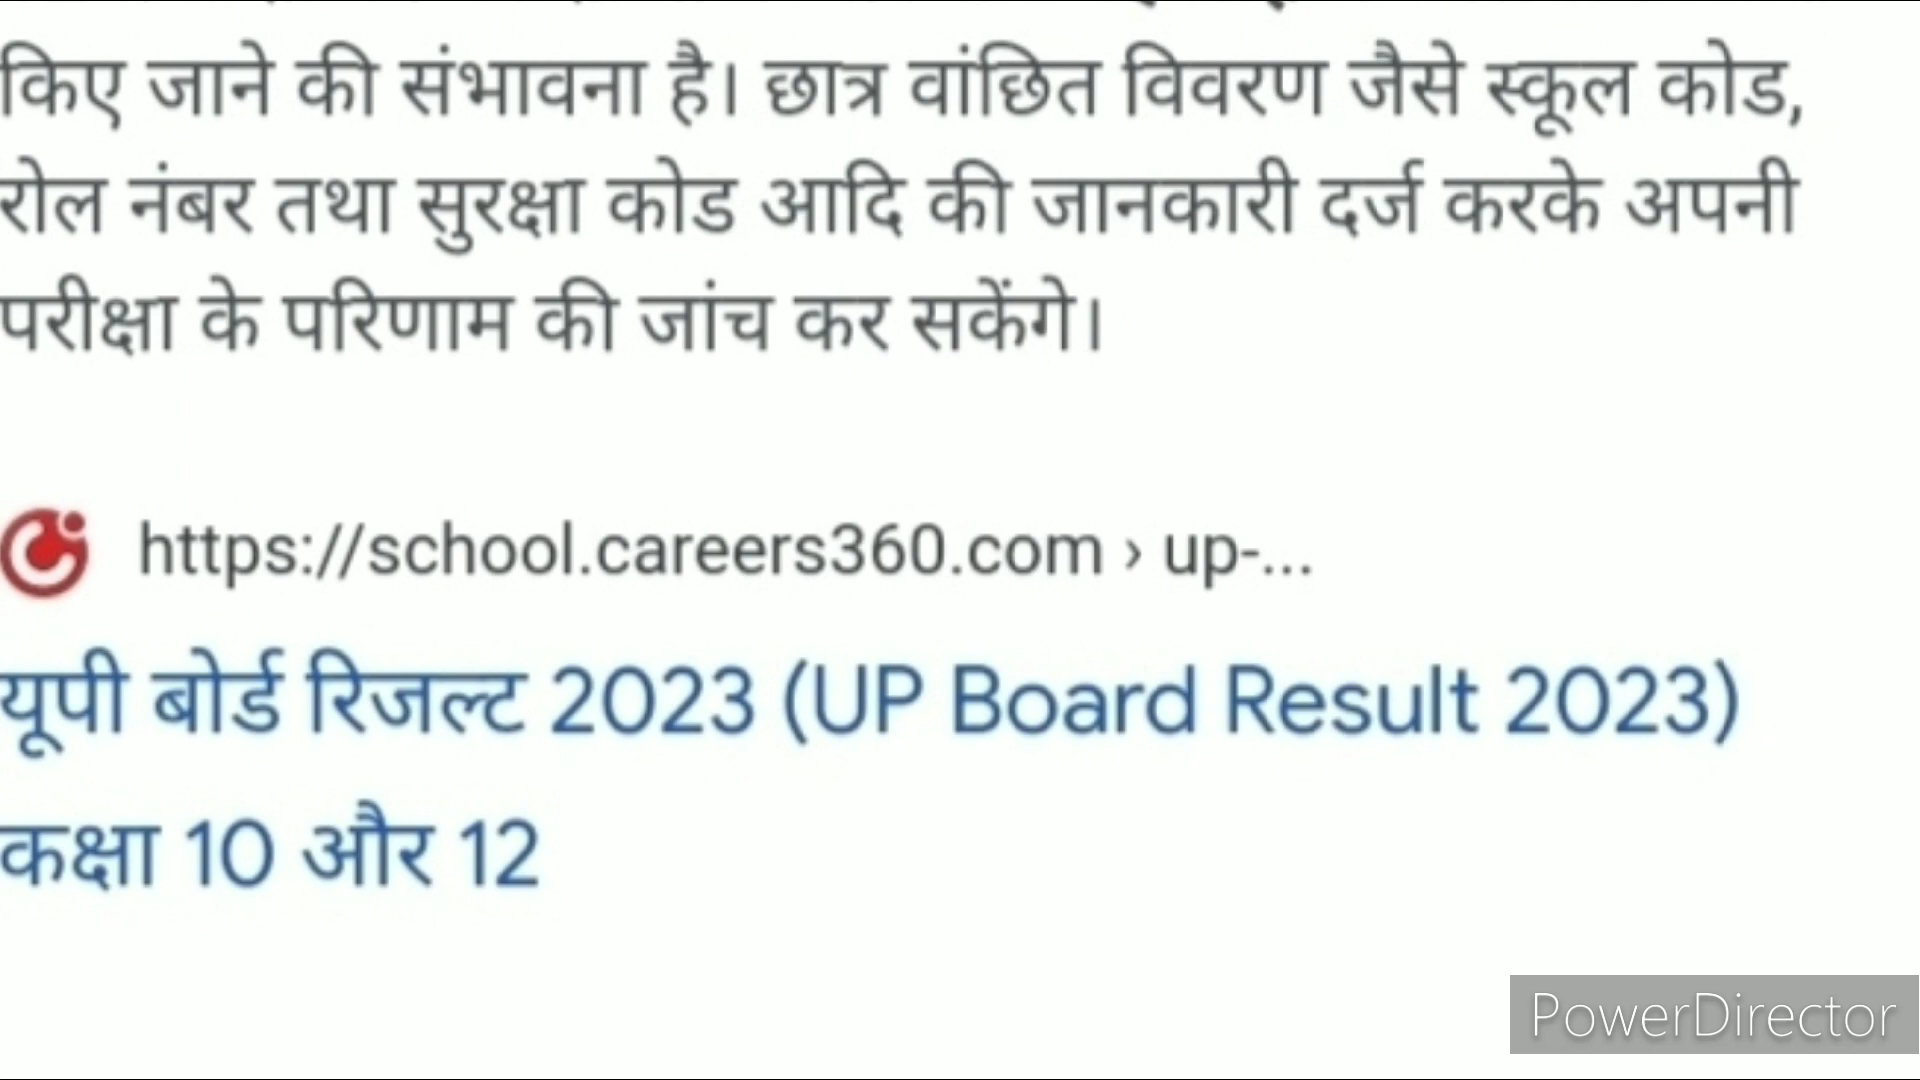 किए जाने की संभावना है। छात्र वांछित विवरण जैसे स्कूल कोड,
रोल नंबर तथा सुरक्षा कोड आदि की जानकारी दर्ज करके अपनी
परीक्षा के परिणाम की जांच कर सकेंगे।
https://school.careers360.com › up-...
यूपी बोर्ड रिजल्ट 2023 (UP Board Result 2023)
कक्षा 10 और 12
PowerDirector